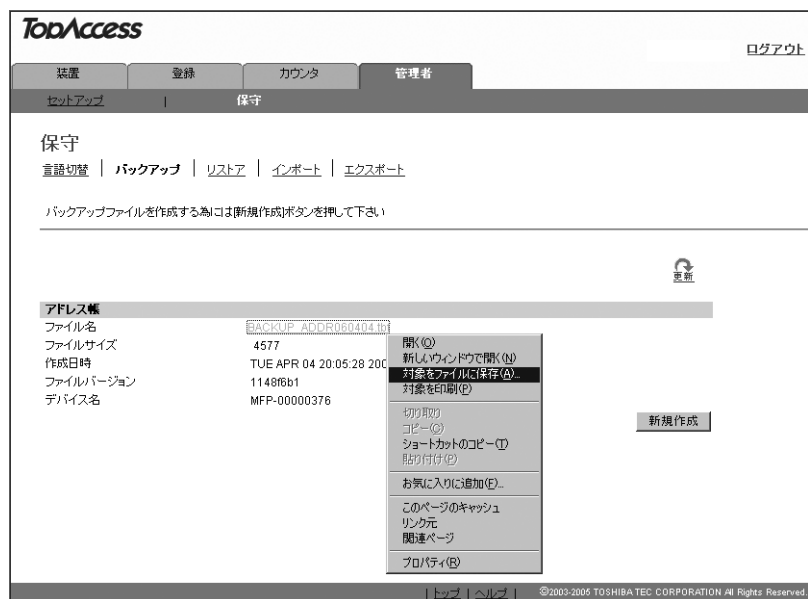 TopAccess
ログアウト
装置 登録 カウンタ 管理者
セットアップ | 保守
保守
言語切替 | バックアップ | リストア | インポート | エクスポート
バックアップファイルを作成する為には[新規作成]ボタンを押して下さい
更新
アドレス帳
ファイル名 BACKUP_ADDR060404.tbf
ファイルサイズ 4577
作成日時 TUE APR 04 20:05:28 200
ファイルバージョン 1148f6b1
デバイス名 MFP-00000376
開く(O)
新しいウィンドウで開く(N)
対象をファイルに保存(A)...
対象を印刷(P)
切り取り
コピー(C)
ショートカットのコピー(T)
貼り付け(P)
お気に入りに追加(F)...
このページのキャッシュ
リンク元
関連ページ
プロパティ(R)
新規作成
| トップ | ヘルプ | ©2003-2005 TOSHIBA TEC CORPORATION All Rights Reserved.